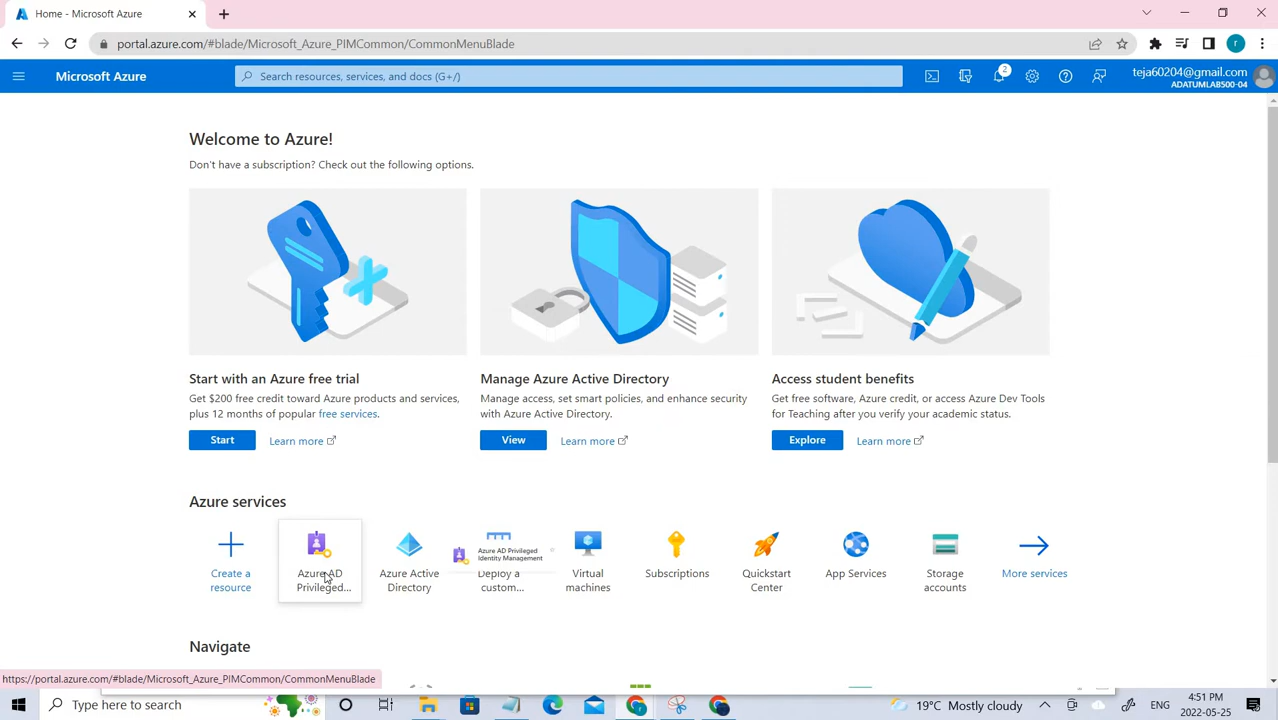 Home - Microsoft Azure
portal.azure.com/#blade/Microsoft_Azure_PIMCommon/CommonMenuBlade
Microsoft Azure
Search resources, services, and docs (G+/)
2
teja60204@gmail.com
ADATUMLAB500-04
r
Welcome to Azure!
Don't have a subscription? Check out the following options.
Start with an Azure free trial
Get $200 free credit toward Azure products and services,
plus 12 months of popular free services.
Start
Learn more
Manage Azure Active Directory
Manage access, set smart policies, and enhance security
with Azure Active Directory.
View
Learn more
Access student benefits
Get free software, Azure credit, or access Azure Dev Tools
for Teaching after you verify your academic status.
Explore
Learn more
Azure services
Create a
resource
Azure AD
Privileged...
Azure Active
Directory
Azure AD Privileged
Identity Management
Deploy a
custom...
Virtual
machines
Subscriptions
Quickstart
Center
App Services
Storage
accounts
More services
Navigate
https://portal.azure.com/#blade/Microsoft_Azure_PIMCommon/CommonMenuBlade
Type here to search
19°C Mostly cloudy
ENG
4:51 PM
2022-05-25